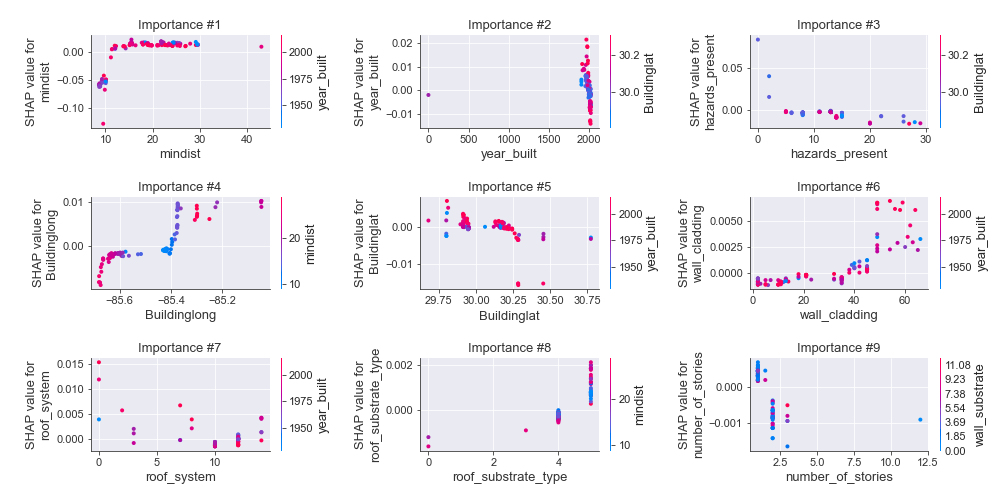 Importance #1
SHAP value for
mindist
0.00
−0.05
−0.10
10
20
30
40
mindist
2000
1975
1950
year_built
Importance #2
SHAP value for
year_built
0.02
0.01
0.00
−0.01
0
500
1000
1500
2000
year_built
30.2
30.0
Buildinglat
Importance #3
SHAP value for
hazards_present
0.05
0.00
0
10
20
30
hazards_present
30.2
30.0
Buildinglat
Importance #4
SHAP value for
Buildinglong
0.01
0.00
−85.6
−85.4
−85.2
Buildinglong
20
10
mindist
Importance #5
SHAP value for
Buildinglat
0.00
−0.01
29.75
30.00
30.25
30.50
30.75
Buildinglat
2000
1975
1950
year_built
Importance #6
SHAP value for
wall_cladding
0.0050
0.0025
0.0000
0
20
40
60
wall_cladding
2000
1975
1950
year_built
Importance #7
SHAP value for
roof_system
0.015
0.010
0.005
0.000
0
5
10
roof_system
2000
1975
1950
year_built
Importance #8
SHAP value for
roof_substrate_type
0.002
0.000
0
2
4
roof_substrate_type
20
10
mindist
Importance #9
SHAP value for
number_of_stories
0.000
−0.001
2.5
5.0
7.5
10.0
12.5
number_of_stories
11.08
9.23
7.38
5.54
3.69
1.85
0.00
wall_substrate